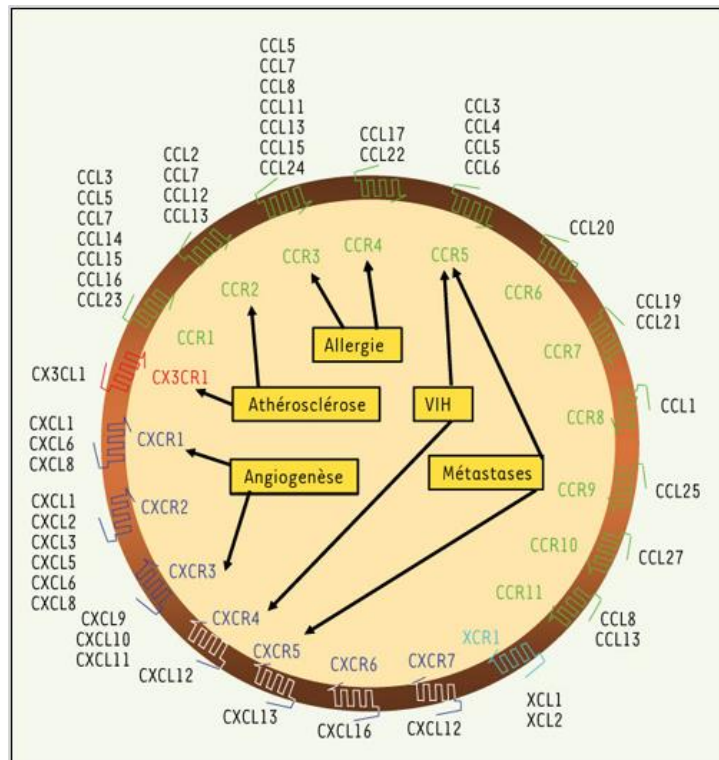 CCL5
CCL7
CCL8
CCL11
CCL13
CCL15
CCL24
CCL17
CCL22
CCL3
CCL4
CCL5
CCL6
CCL2
CCL7
CCL12
CCL13
CCL3
CCL5
CCL7
CCL14
CCL15
CCL16
CCL23
CCL20
CCL19
CCL21
CCL1
CCL25
CCL27
CCL8
CCL13
XCL1
XCL2
CXCL12
CXCL16
CXCL13
CXCL12
CXCL9
CXCL10
CXCL11
CXCL1
CXCL2
CXCL3
CXCL5
CXCL6
CXCL8
CXCL1
CXCL6
CXCL8
CX3CL1
CCR3
CCR4
CCR5
CCR2
CCR6
CCR1
CCR7
CX3CR1
CCR8
CXCR1
CCR9
CXCR2
CCR10
CXCR3
CCR11
CXCR4
XCR1
CXCR5
CXCR6
CXCR7
Allergie
Athérosclérose
VIH
Angiogenèse
Métastases